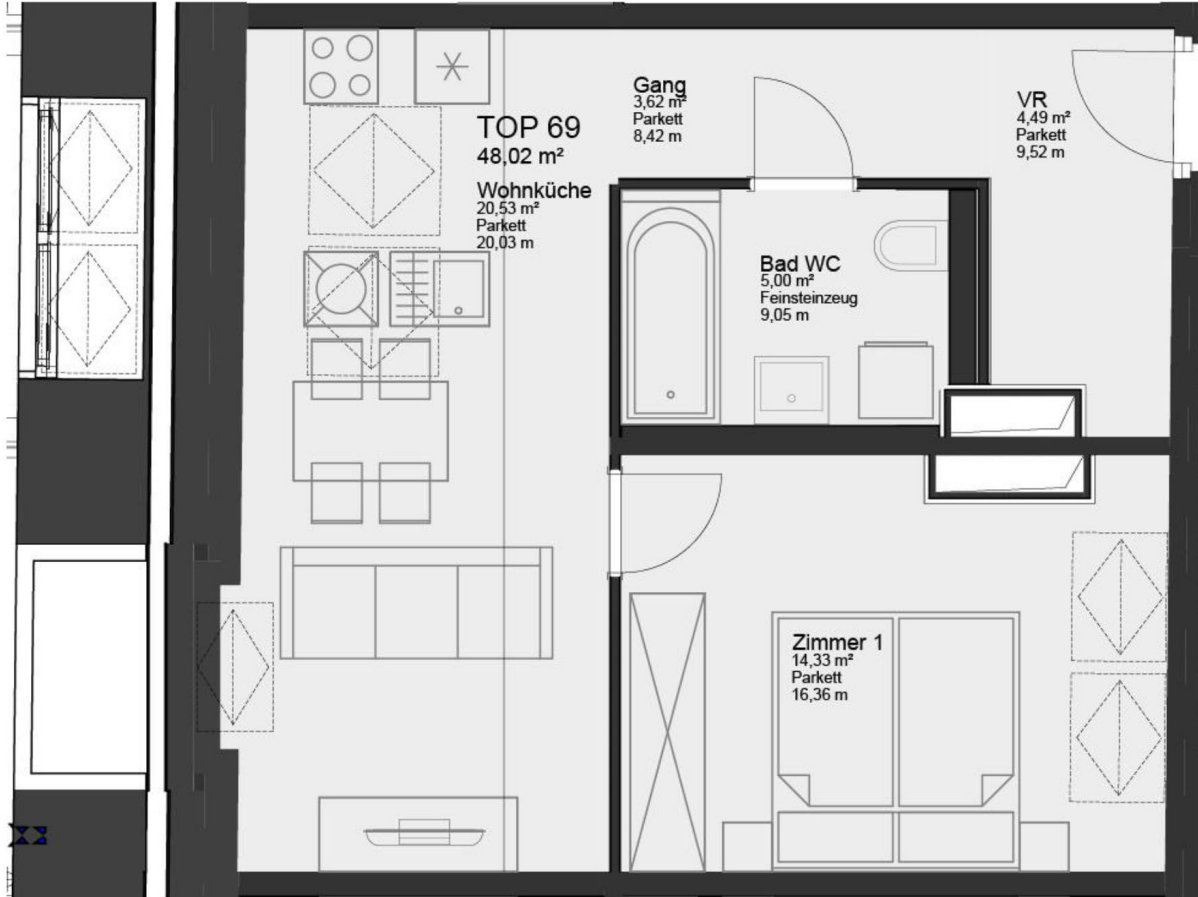 TOP 69
48,02 m²
Wohnküche
20,53 m²
Parkett
20,03 m
Gang
3,62 m²
Parkett
8,42 m
VR
4,49 m²
Parkett
9,52 m
Bad WC
5,00 m²
Feinsteinzeug
9,05 m
Zimmer 1
14,33 m²
Parkett
16,36 m